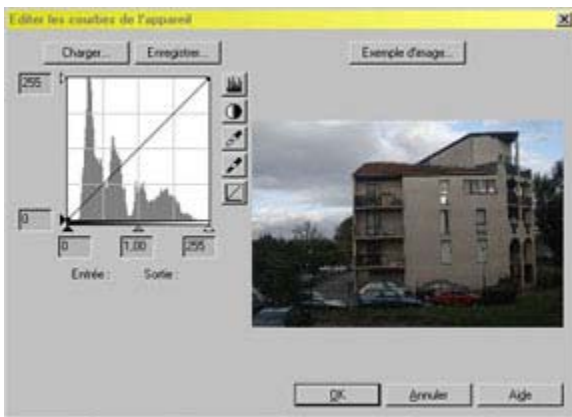 Editer les courbes de l'appareil
Charger...
Enregistrer...
Exemple d'image...
255
0
0
1,00
255
Entrée :
Sortie :
OK
Annuler
Aide